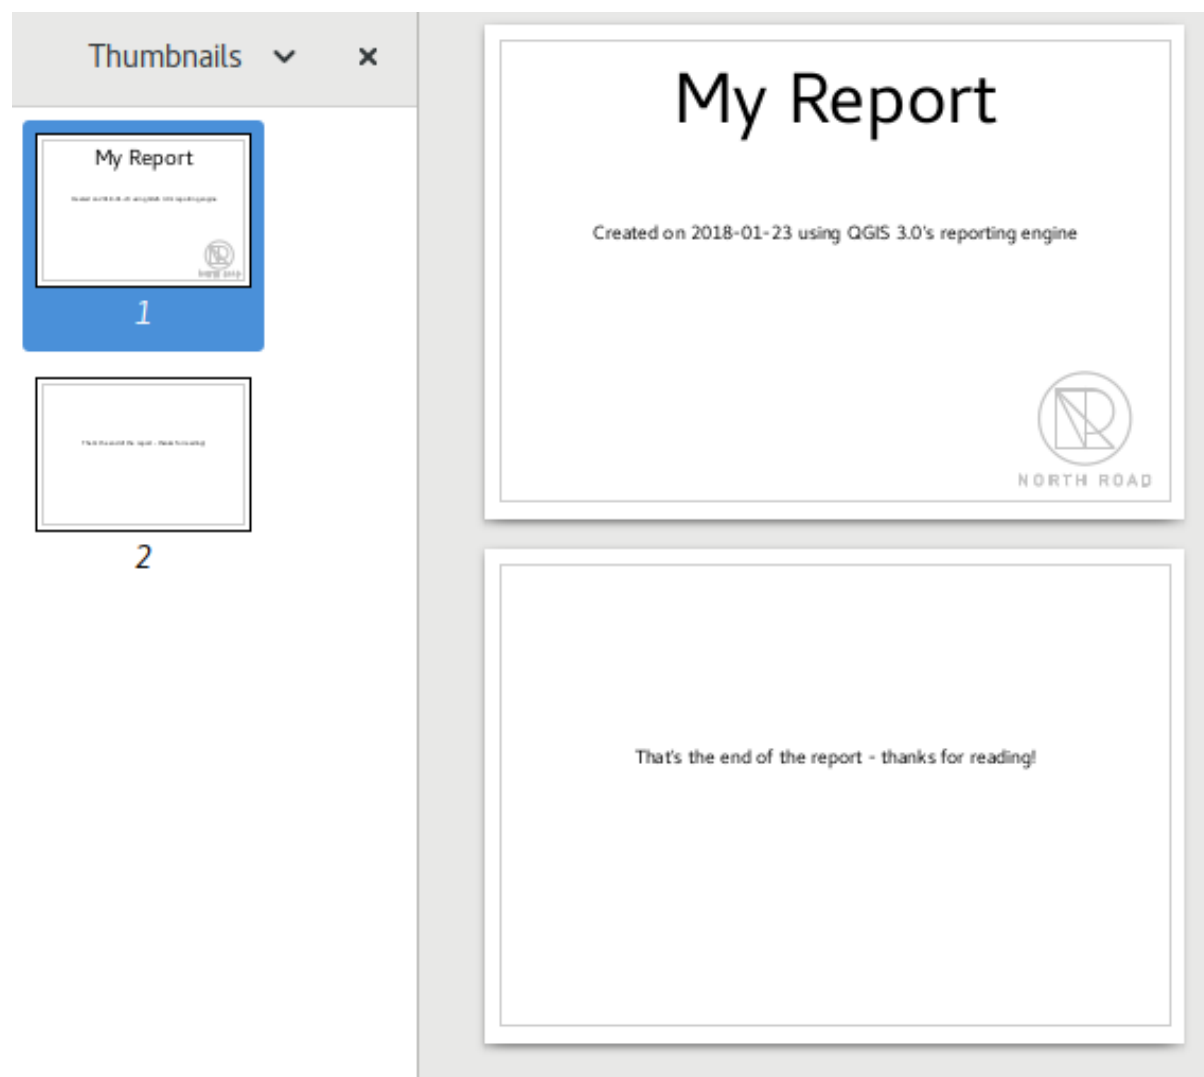 Thumbnails
My Report
1
2
My Report
Created on 2018-01-23 using QGIS 3.0's reporting engine
NORTH ROAD
That's the end of the report - thanks for reading!